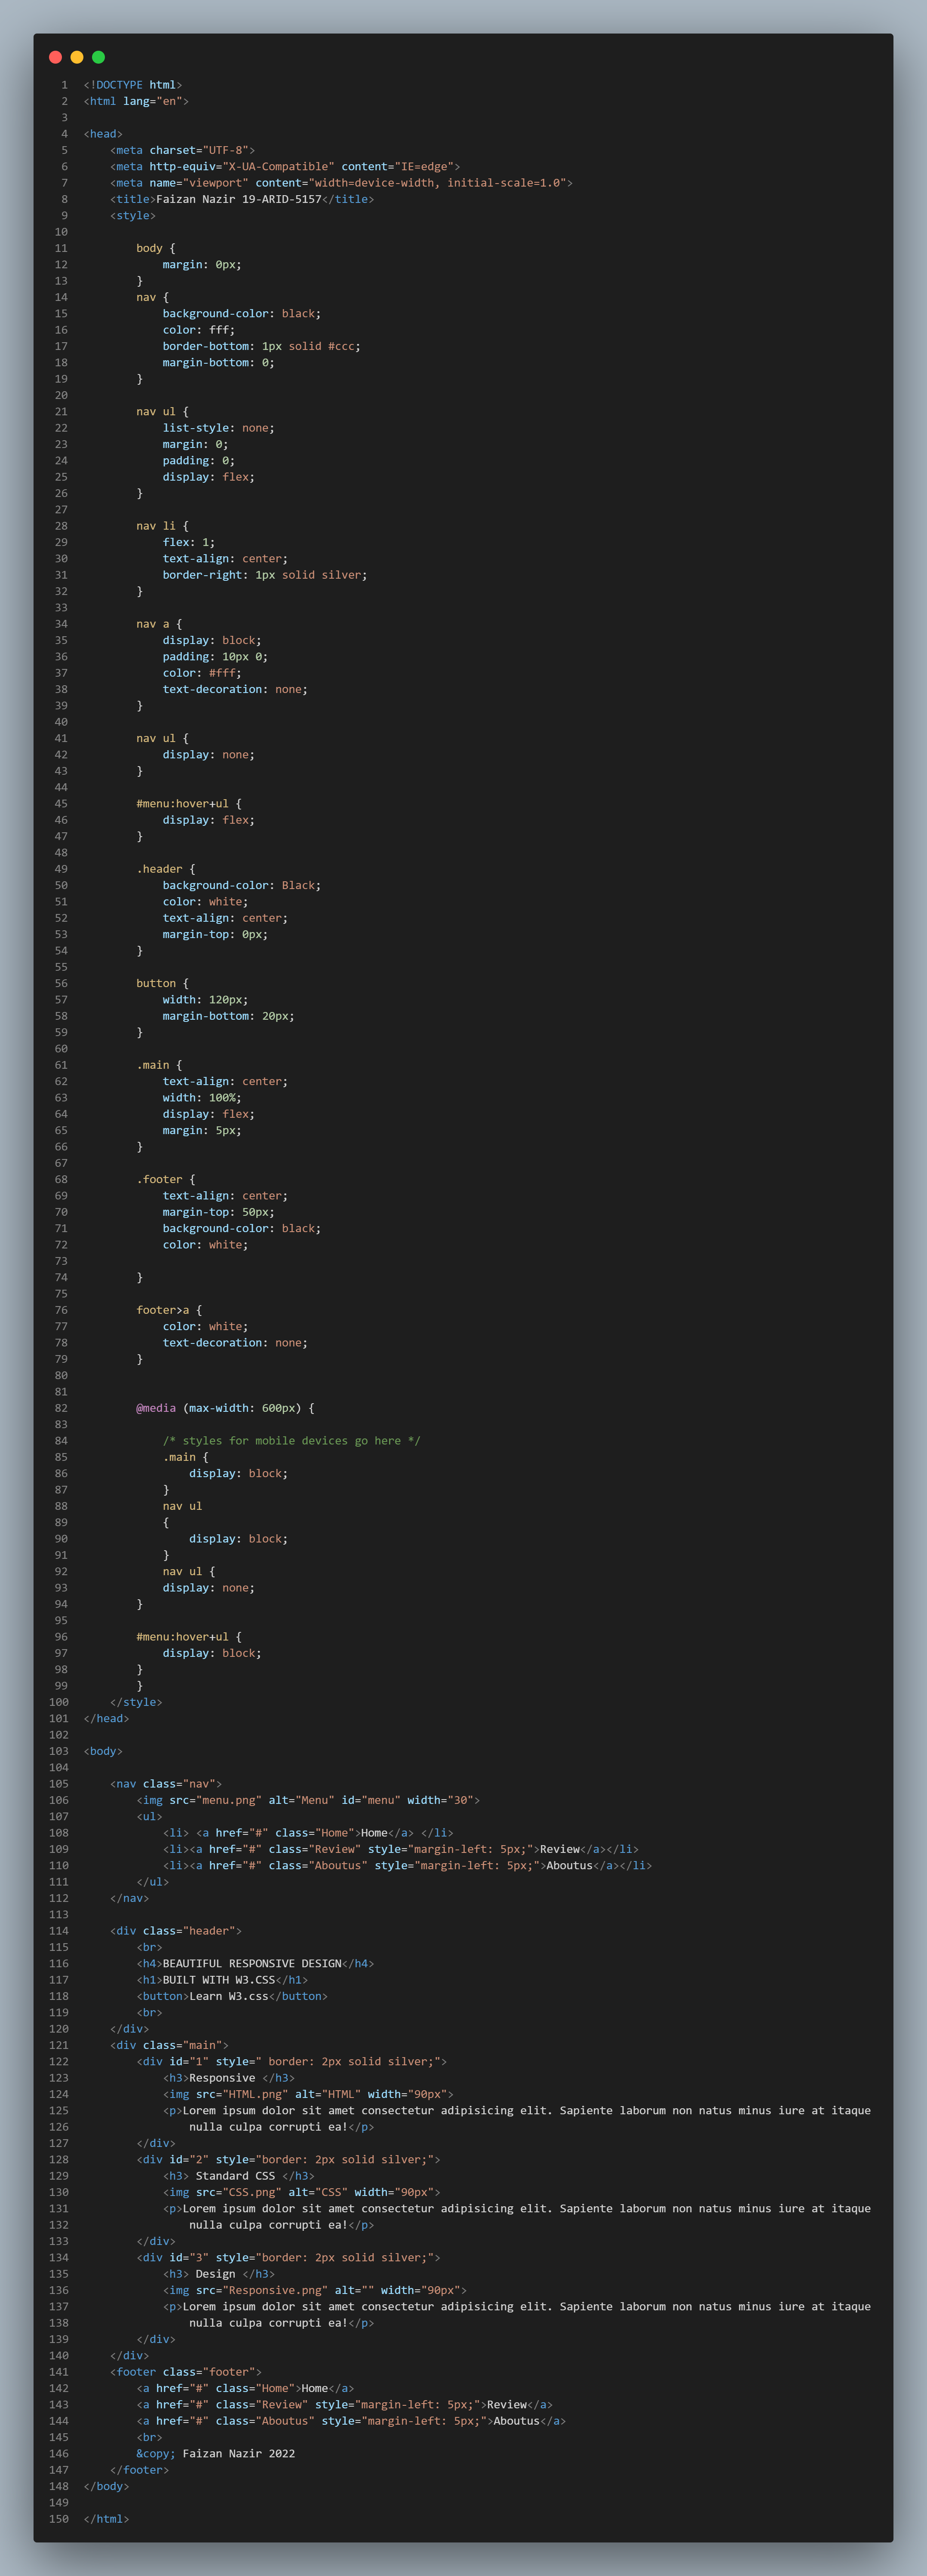 1 <!DOCTYPE html>
2 <html lang="en">
3
4 <head>
5     <meta charset="UTF-8">
6     <meta http-equiv="X-UA-Compatible" content="IE=edge">
7     <meta name="viewport" content="width=device-width, initial-scale=1.0">
8     <title>Faizan Nazir 19-ARID-5157</title>
9     <style>
10
11         body {
12             margin: 0px;
13         }
14         nav {
15             background-color: black;
16             color: fff;
17             border-bottom: 1px solid #ccc;
18             margin-bottom: 0;
19         }
20
21         nav ul {
22             list-style: none;
23             margin: 0;
24             padding: 0;
25             display: flex;
26         }
27
28         nav li {
29             flex: 1;
30             text-align: center;
31             border-right: 1px solid silver;
32         }
33
34         nav a {
35             display: block;
36             padding: 10px 0;
37             color: #fff;
38             text-decoration: none;
39         }
40
41         nav ul {
42             display: none;
43         }
44
45         #menu:hover+ul {
46             display: flex;
47         }
48
49         .header {
50             background-color: Black;
51             color: white;
52             text-align: center;
53             margin-top: 0px;
54         }
55
56         button {
57             width: 120px;
58             margin-bottom: 20px;
59         }
60
61         .main {
62             text-align: center;
63             width: 100%;
64             display: flex;
65             margin: 5px;
66         }
67
68         .footer {
69             text-align: center;
70             margin-top: 50px;
71             background-color: black;
72             color: white;
73
74         }
75
76         footer>a {
77             color: white;
78             text-decoration: none;
79         }
80
81
82         @media (max-width: 600px) {
83
84             /* styles for mobile devices go here */
85             .main {
86                 display: block;
87             }
88             nav ul
89             {
90                 display: block;
91             }
92             nav ul {
93             display: none;
94         }
95
96         #menu:hover+ul {
97             display: block;
98         }
99         }
100     </style>
101 </head>
102
103 <body>
104
105     <nav class="nav">
106         <img src="menu.png" alt="Menu" id="menu" width="30">
107         <ul>
108             <li> <a href="#" class="Home">Home</a> </li>
109             <li><a href="#" class="Review" style="margin-left: 5px;">Review</a></li>
110             <li><a href="#" class="Aboutus" style="margin-left: 5px;">Aboutus</a></li>
111         </ul>
112     </nav>
113
114     <div class="header">
115         <br>
116         <h4>BEAUTIFUL RESPONSIVE DESIGN</h4>
117         <h1>BUILT WITH W3.CSS</h1>
118         <button>Learn W3.css</button>
119         <br>
120     </div>
121     <div class="main">
122         <div id="1" style=" border: 2px solid silver;">
123             <h3>Responsive </h3>
124             <img src="HTML.png" alt="HTML" width="90px">
125             <p>Lorem ipsum dolor sit amet consectetur adipisicing elit. Sapiente laborum non natus minus iure at itaque
126                 nulla culpa corrupti ea!</p>
127         </div>
128         <div id="2" style="border: 2px solid silver;">
129             <h3> Standard CSS </h3>
130             <img src="CSS.png" alt="CSS" width="90px">
131             <p>Lorem ipsum dolor sit amet consectetur adipisicing elit. Sapiente laborum non natus minus iure at itaque
132                 nulla culpa corrupti ea!</p>
133         </div>
134         <div id="3" style="border: 2px solid silver;">
135             <h3> Design </h3>
136             <img src="Responsive.png" alt="" width="90px">
137             <p>Lorem ipsum dolor sit amet consectetur adipisicing elit. Sapiente laborum non natus minus iure at itaque
138                 nulla culpa corrupti ea!</p>
139         </div>
140     </div>
141     <footer class="footer">
142         <a href="#" class="Home">Home</a>
143         <a href="#" class="Review" style="margin-left: 5px;">Review</a>
144         <a href="#" class="Aboutus" style="margin-left: 5px;">Aboutus</a>
145         <br>
146         &copy; Faizan Nazir 2022
147     </footer>
148 </body>
149
150 </html>